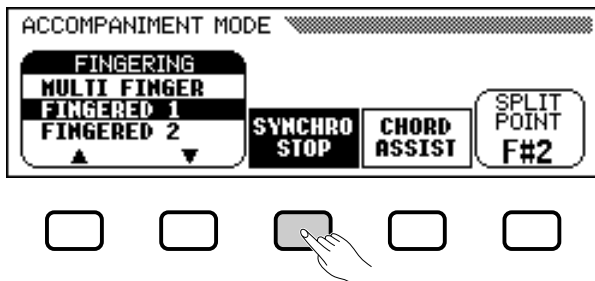 ACCOMPANIMENT MODE
FINGERING
MULTI FINGER
FINGERED 1
FINGERED 2
SYNCHRO
STOP
CHORD
ASSIST
SPLIT
POINT
F#2